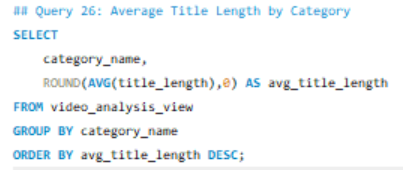 ## Query 26: Average Title Length by Category
SELECT
category_name,
ROUND(AVG(title_length),0) AS avg_title_length
FROM video_analysis_view
GROUP BY category_name
ORDER BY avg_title_length DESC;